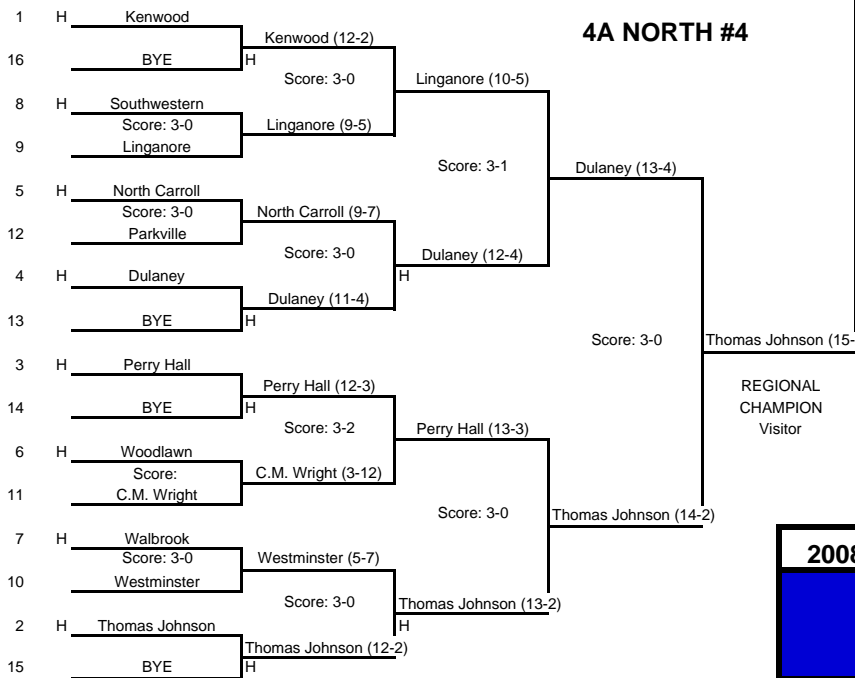 4A NORTH #4
1 H Kenwood
Kenwood (12-2)
16 BYE H
Score: 3-0
Linganore (10-5)
8 H Southwestern
Score: 3-0
Linganore (9-5)
9 Linganore
Score: 3-1
Dulaney (13-4)
5 H North Carroll
Score: 3-0
North Carroll (9-7)
12 Parkville
Score: 3-0
Dulaney (12-4)
4 H Dulaney
H
Dulaney (11-4)
13 BYE H
Score: 3-0
Thomas Johnson (15-
3 H Perry Hall
Perry Hall (12-3)
REGIONAL
CHAMPION
Visitor
14 BYE H
Score: 3-2
Perry Hall (13-3)
6 H Woodlawn
Score:
C.M. Wright (3-12)
11 C.M. Wright
Score: 3-0
Thomas Johnson (14-2)
7 H Walbrook
Score: 3-0
Westminster (5-7)
10 Westminster
Score: 3-0
Thomas Johnson (13-2)
2 H Thomas Johnson
H
Thomas Johnson (12-2)
15 BYE H
2008